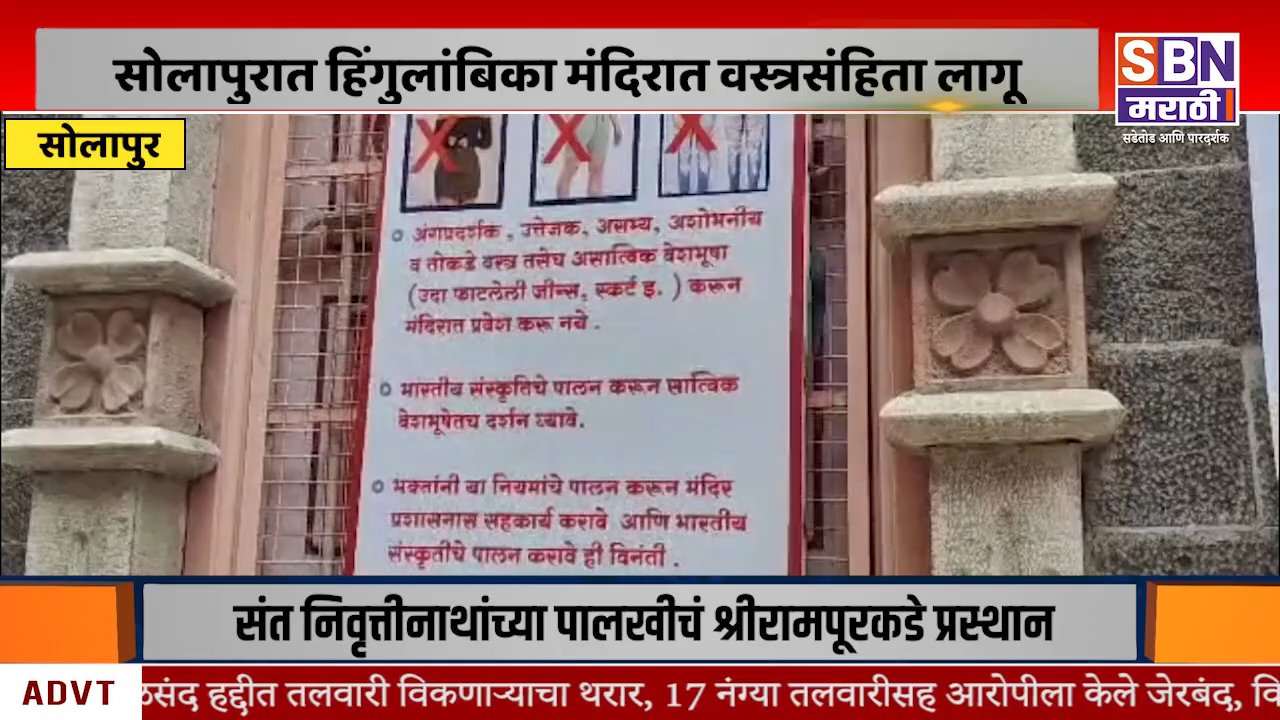 सोलापुरात हिंगुलांबिका मंदिरात वस्त्रसंहिता लागू
SBN
मराठी
सडेतोड आणि पारदर्शक
सोलापुर
अंगप्रदर्शक , उत्तेजक, असभ्य, अशोभनीय
व तोकडे वस्त्र तसेच असात्विक वेशभूषा
(उदा फाटलेली जीन्स, स्कर्ट इ. ) करून
मंदिरात प्रवेश करू नये .
भारतीय संस्कृतिचे पालन करून सात्विक
वेशभूषेतच दर्शन घ्यावे.
भक्तांनी या नियमांचे पालन करून मंदिर
प्रशासनास सहकार्य करावे आणि भारतीय
संस्कृतीचे पालन करावे ही विनंती .
संत निवृत्तीनाथांच्या पालखीचं श्रीरामपूरकडे प्रस्थान
ADVT
ळसंद हद्दीत तलवारी विकणाऱ्याचा थरार, 17 नंग्या तलवारीसह आरोपीला केले जेरबंद,